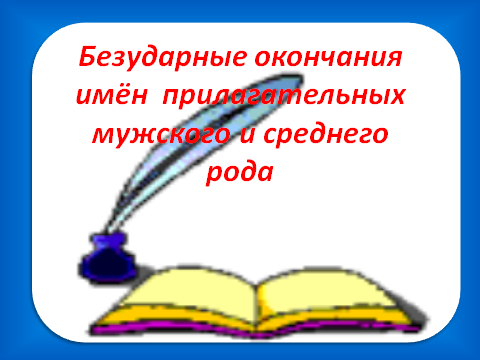 Безударные окончания
имён прилагательных
мужского и среднего
рода